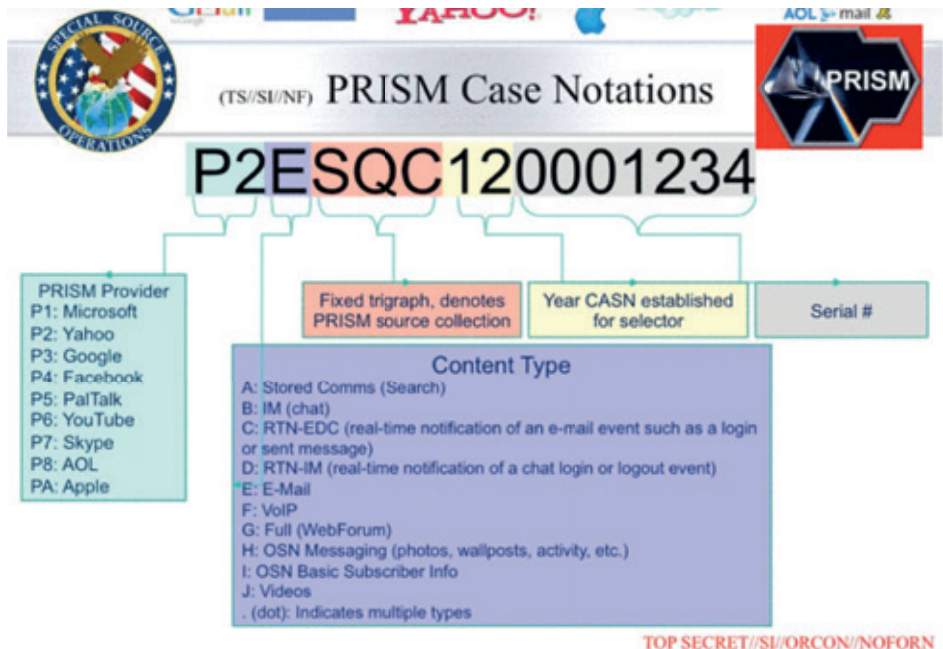 YAHOO!
AOL mail
SPECIAL SOURCE
OPERATIONS
(TS//SI//NF) PRISM Case Notations
PRISM
P2ESQC120001234
PRISM Provider
P1: Microsoft
P2: Yahoo
P3: Google
P4: Facebook
P5: PalTalk
P6: YouTube
P7: Skype
P8: AOL
PA: Apple
Fixed trigraph, denotes
PRISM source collection
Year CASN established
for selector
Serial #
Content Type
A: Stored Comms (Search)
B: IM (chat)
C: RTN-EDC (real-time notification of an e-mail event such as a login
or sent message)
D: RTN-IM (real-time notification of a chat login or logout event)
E: E-Mail
F: VoIP
G: Full (WebForum)
H: OSN Messaging (photos, wallposts, activity, etc.)
I: OSN Basic Subscriber Info
J: Videos
. (dot): Indicates multiple types
TOP SECRET//SI//ORCON//NOFORN